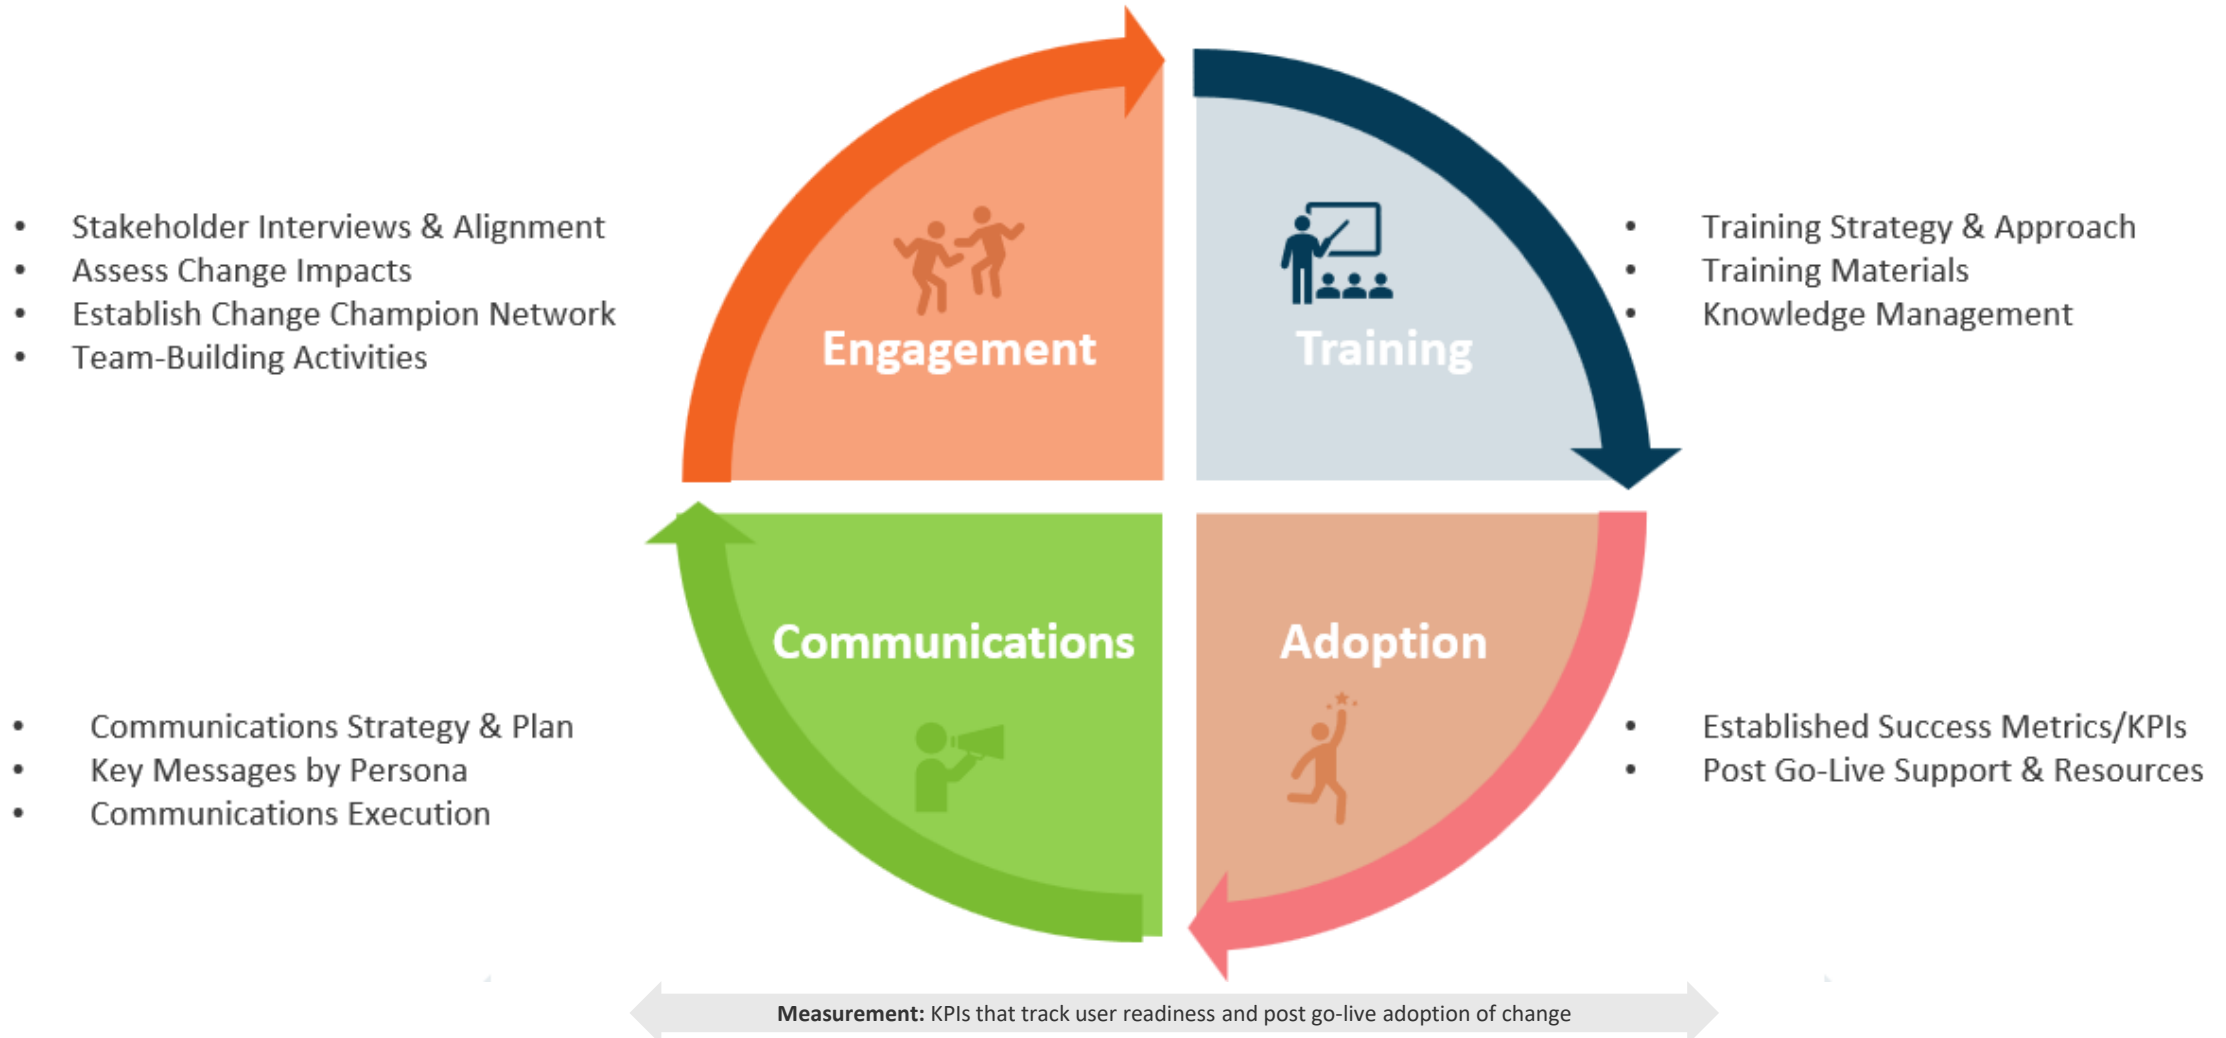 • Stakeholder Interviews & Alignment
• Assess Change Impacts
• Establish Change Champion Network
• Team-Building Activities
Engagement
Training
• Training Strategy & Approach
• Training Materials
• Knowledge Management
• Communications Strategy & Plan
• Key Messages by Persona
• Communications Execution
Communications
Adoption
• Established Success Metrics/KPIs
• Post Go-Live Support & Resources
Measurement: KPIs that track user readiness and post go-live adoption of change